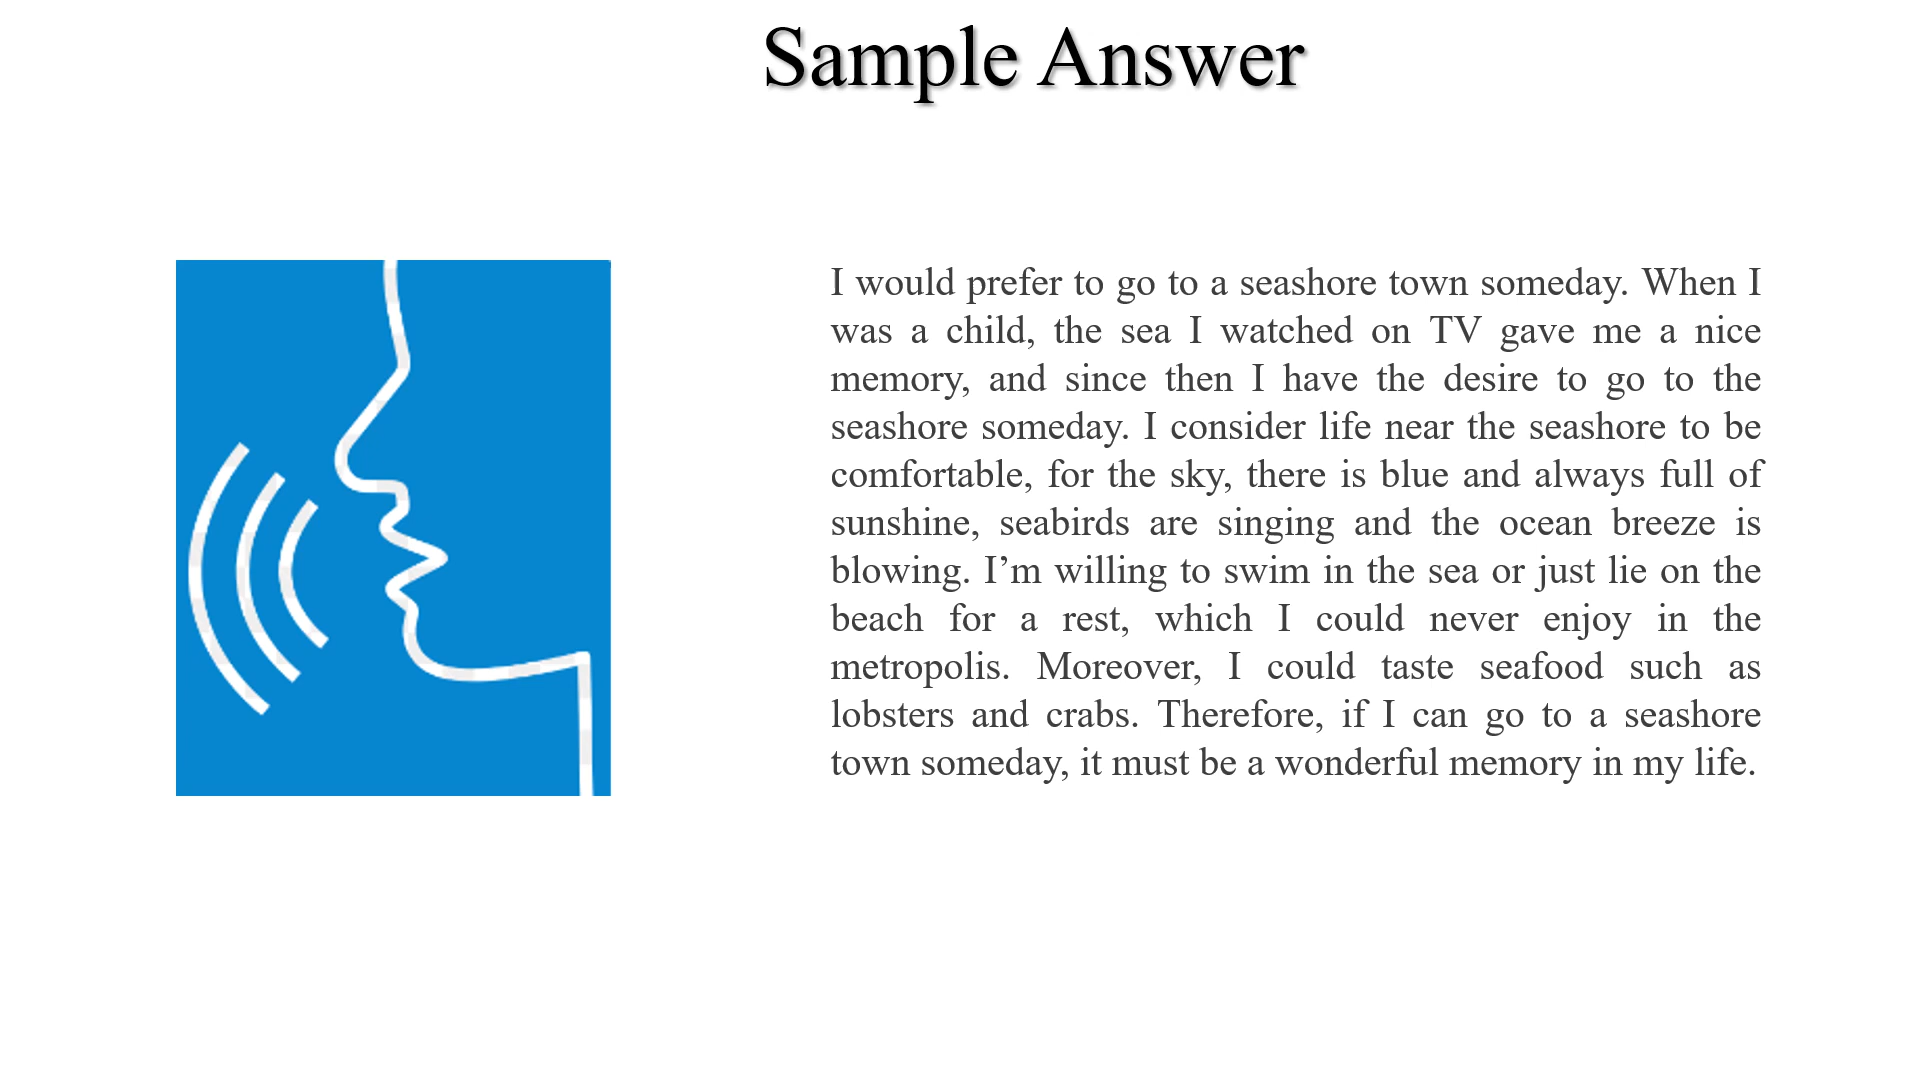 Sample Answer
I would prefer to go to a seashore town someday. When I
was a child, the sea I watched on TV gave me a nice
memory, and since then I have the desire to go to the
seashore someday. I consider life near the seashore to be
comfortable, for the sky, there is blue and always full of
sunshine, seabirds are singing and the ocean breeze is
blowing. I’m willing to swim in the sea or just lie on the
beach for a rest, which I could never enjoy in the
metropolis. Moreover, I could taste seafood such as
lobsters and crabs. Therefore, if I can go to a seashore
town someday, it must be a wonderful memory in my life.